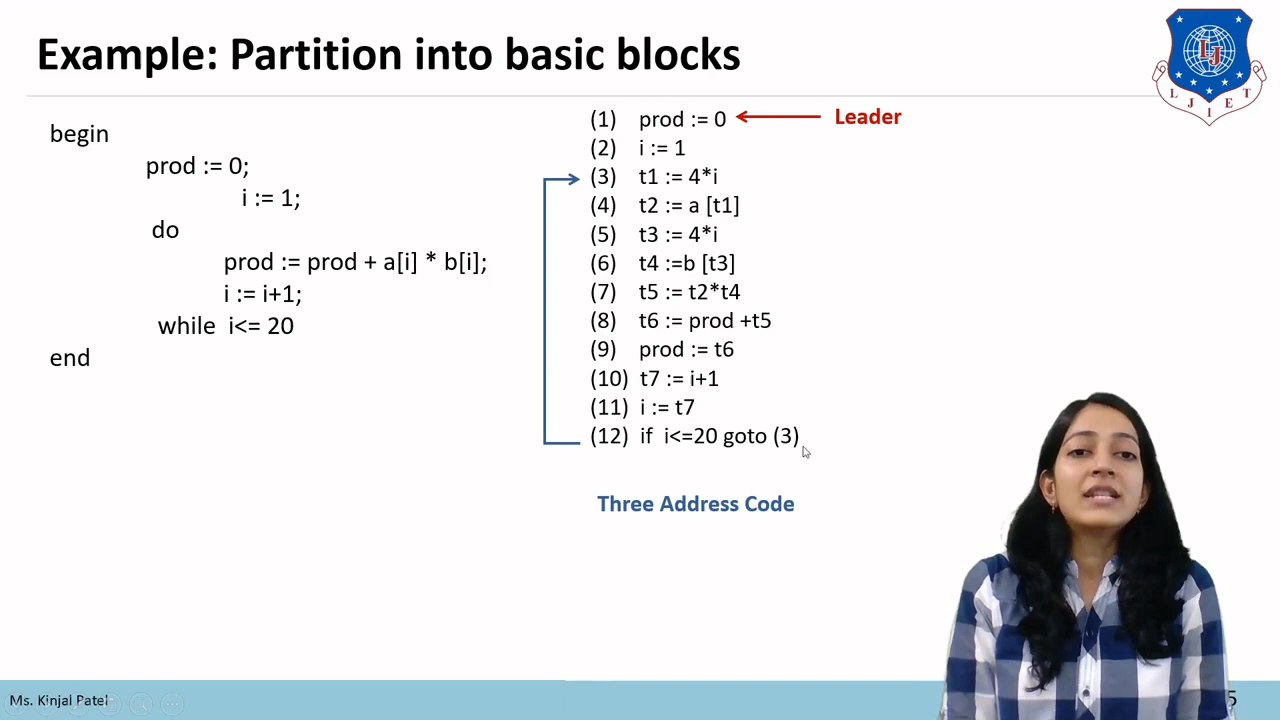 Example: Partition into basic blocks
begin
prod := 0;
i := 1;
do
prod := prod + a[i] * b[i];
i := i+1;
while i<= 20
end
(1) prod := 0
Leader
(2) i := 1
(3) t1 := 4*i
(4) t2 := a [t1]
(5) t3 := 4*i
(6) t4 :=b [t3]
(7) t5 := t2*t4
(8) t6 := prod +t5
(9) prod := t6
(10) t7 := i+1
(11) i := t7
(12) if i<=20 goto (3)
Three Address Code
LJ
L J I E T
Ms. Kinjal Patel
5